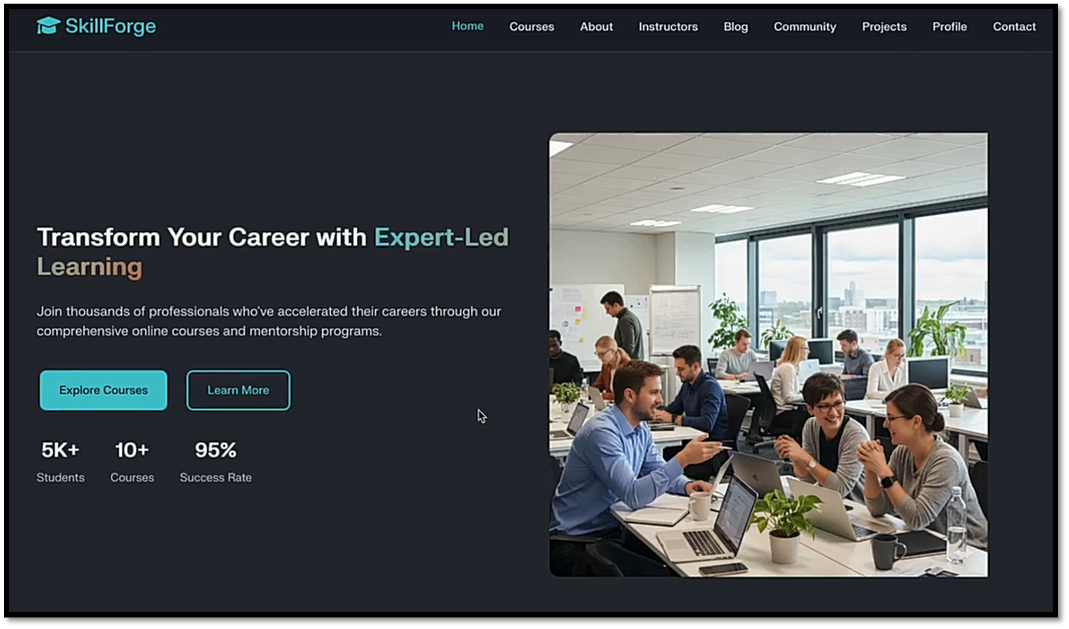 SkillForge
Home Courses About Instructors Blog Community Projects Profile Contact
Transform Your Career with Expert-Led
Learning
Join thousands of professionals who've accelerated their careers through our
comprehensive online courses and mentorship programs.
Explore Courses Learn More
5K+ 10+ 95%
Students Courses Success Rate